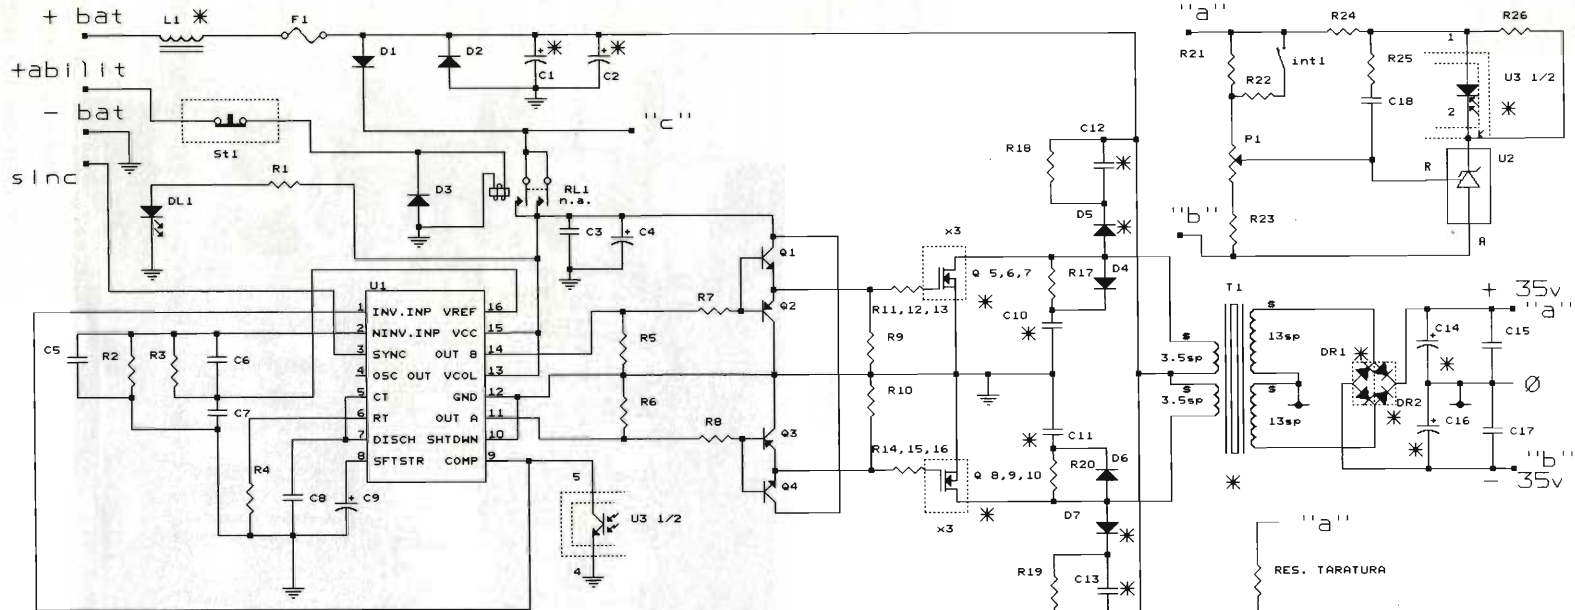 + bat
L1
F1
D1
D2
C1
C2
+abilit
- bat
St1
"c"
sinc
DL1
R1
D3
RL1
n.a.
C3
C4
U1
1 INV.INP VREF 16
2 NINV.INP VCC 15
3 SYNC OUT B 14
4 OSC OUT VCOL 13
5 CT GND 12
6 RT OUT A 11
7 DISCH SHTDWN 10
8 SFTSTR COMP 9
C5
R2
R3
C6
C7
R4
C8
C9
5
U3 1/2
4
R5
R6
R7
R8
Q1
Q2
Q3
Q4
R9
R10
R11,12,13
R14,15,16
x3
Q 5,6,7
Q 8,9,10
x3
R18
C12
D5
R17
D4
C10
C11
R20
D6
D7
R19
C13
T1
s
3.5sp
s
3.5sp
s
13sp
s
13sp
DR1
DR2
C14
C15
C16
C17
+ 35v
"a"
Ø
"b"
- 35v
"a"
R21
R22
int1
R24
R25
C18
1
2
K
U3 1/2
R26
P1
R
U2
A
R23
"b"
"a"
RES. TARATURA